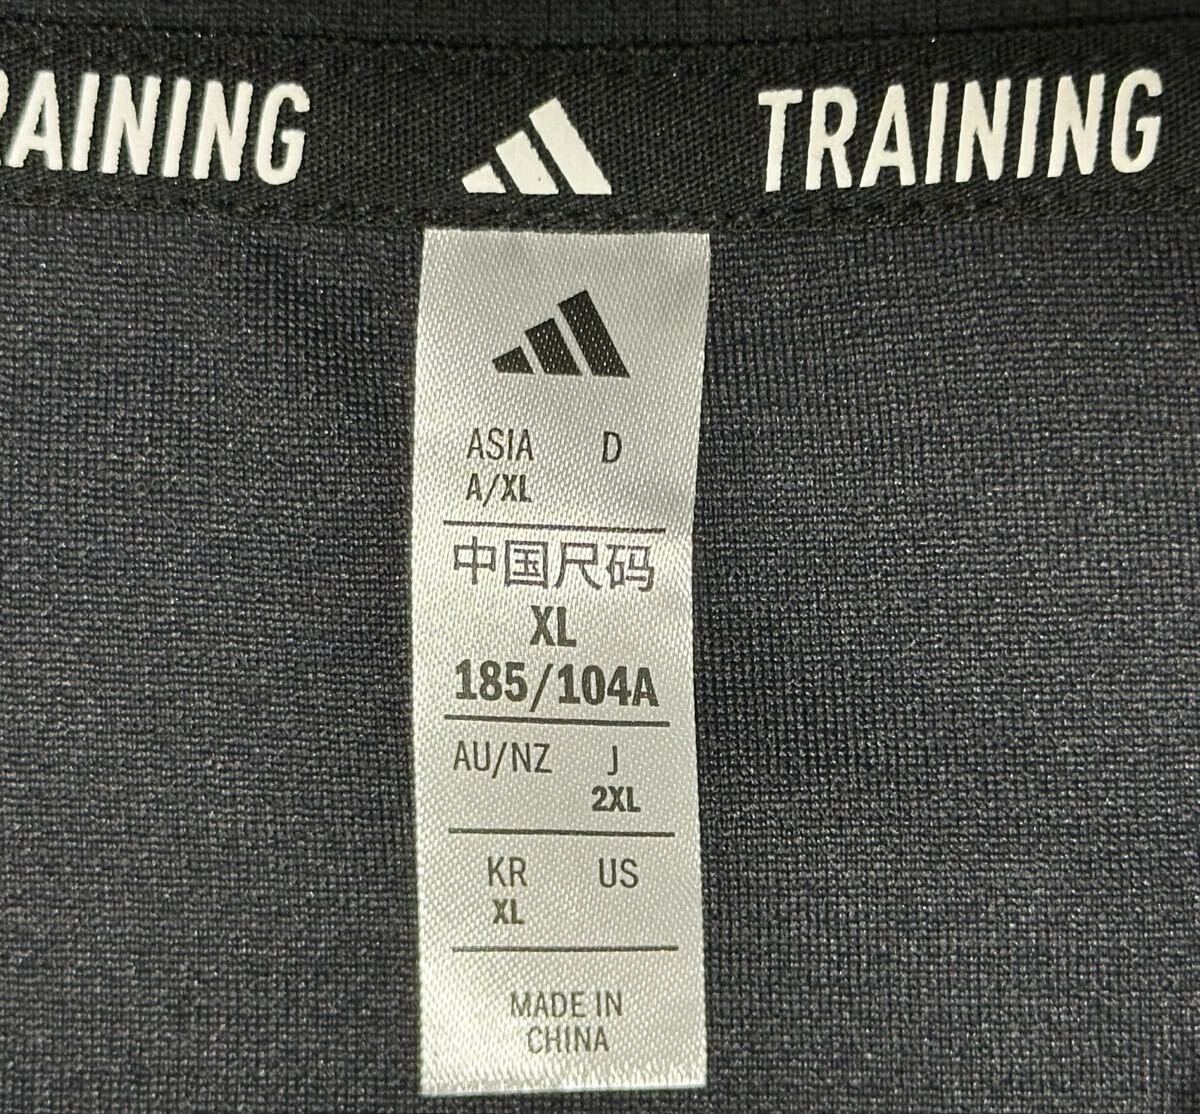 RAINING TRAINING
ASIA D
A/XL
中国尺码
XL
185/104A
AU/NZ J
2XL
KR US
XL
MADE IN
CHINA